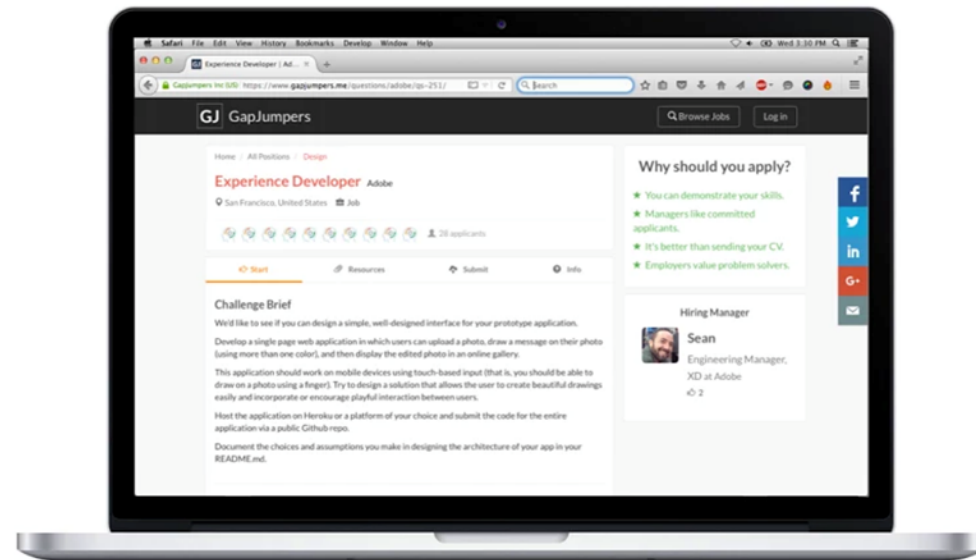 Safari File Edit View History Bookmarks Develop Window Help
Wed 3:30 PM
GJ Experience Developer | Ad...
Gapjumpers Inc (US) https://www.gapjumpers.me/questions/adobe/qs-251/ Search
GJ GapJumpers Browse Jobs Log in
Home / All Positions / Design
Experience Developer Adobe
San Francisco, United States Job
28 applicants
Start Resources Submit Info
Challenge Brief
We'd like to see if you can design a simple, well-designed interface for your prototype application.
Develop a single page web application in which users can upload a photo, draw a message on their photo
(using more than one color), and then display the edited photo in an online gallery.
This application should work on mobile devices using touch-based input (that is, you should be able to
draw on a photo using a finger). Try to design a solution that allows the user to create beautiful drawings
easily and incorporate or encourage playful interaction between users.
Host the application on Heroku or a platform of your choice and submit the code for the entire
application via a public Github repo.
Document the choices and assumptions you make in designing the architecture of your app in your
README.md.
Why should you apply?
★ You can demonstrate your skills.
★ Managers like committed
applicants.
★ It's better than sending your CV.
★ Employers value problem solvers.
Hiring Manager
Sean
Engineering Manager,
XD at Adobe
2
f
in
G+